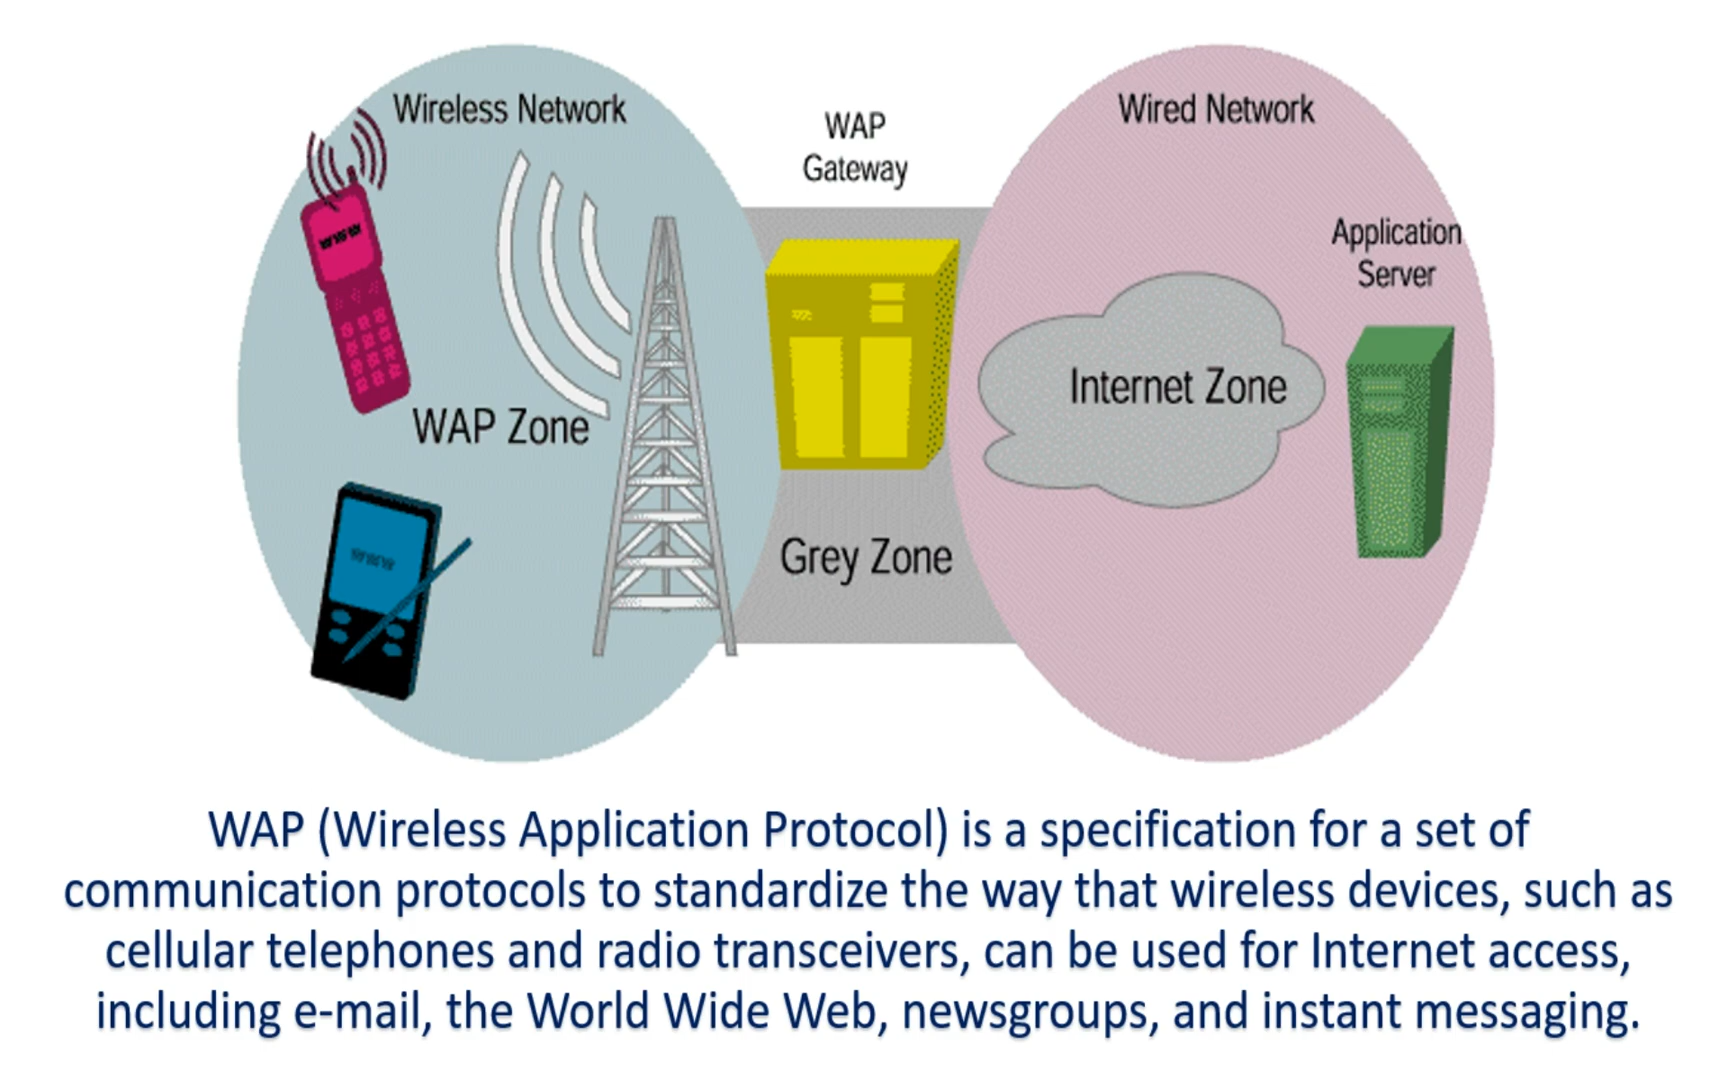 Wireless Network
Wired Network
WAP
Gateway
Application
Server
www
Internet Zone
WAP Zone
www
Grey Zone
WAP (Wireless Application Protocol) is a specification for a set of
communication protocols to standardize the way that wireless devices, such as
cellular telephones and radio transceivers, can be used for Internet access,
including e-mail, the World Wide Web, newsgroups, and instant messaging.